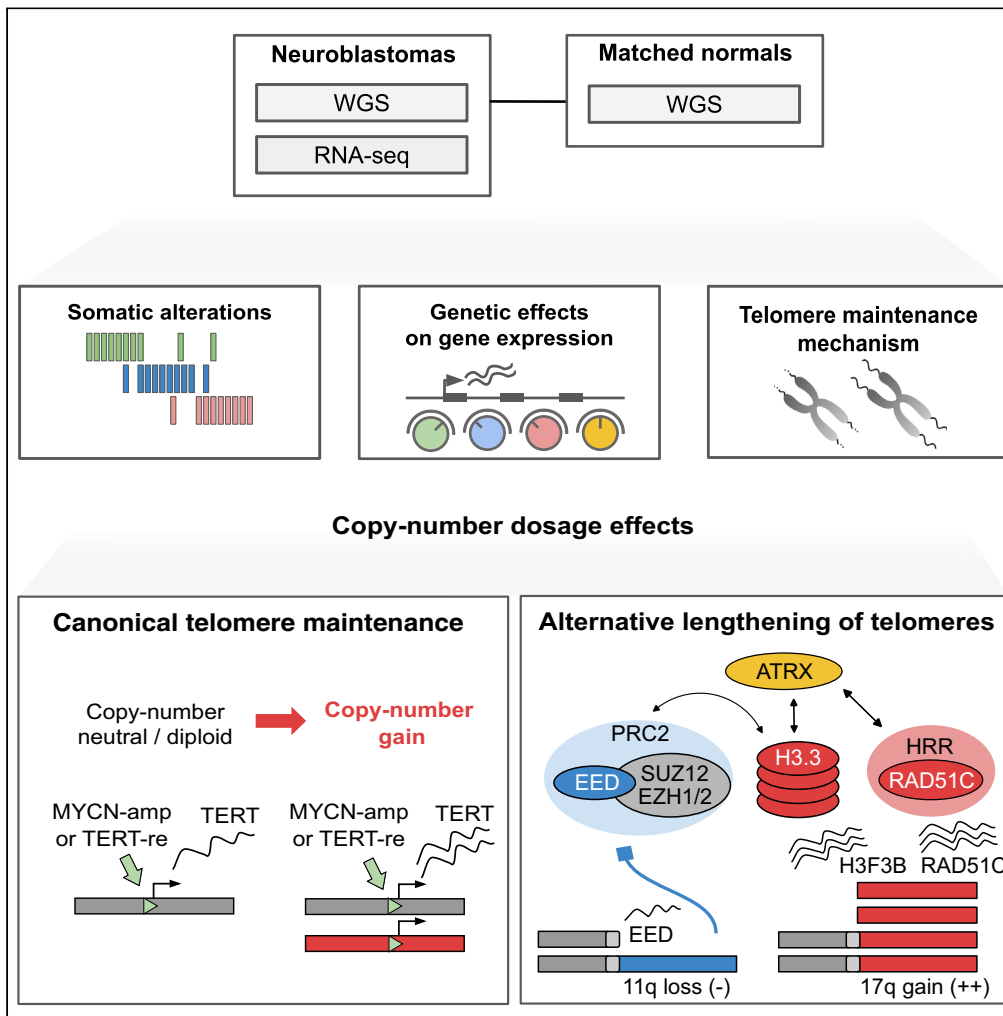 Neuroblastomas
WGS
RNA-seq
Matched normals
WGS
Somatic alterations
Genetic effects
on gene expression
Telomere maintenance
mechanism
Copy-number dosage effects
Canonical telomere maintenance
Copy-number
neutral / diploid
Copy-number
gain
MYCN-amp
or TERT-re
TERT
MYCN-amp
or TERT-re
TERT
Alternative lengthening of telomeres
ATRX
PRC2
EED
SUZ12
EZH1/2
H3.3
HRR
RAD51C
H3F3B
RAD51C
EED
11q loss (-)
17q gain (++)